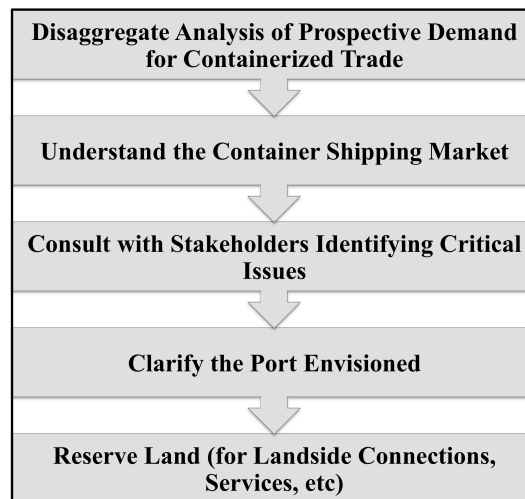 Disaggregate Analysis of Prospective Demand
for Containerized Trade
Understand the Container Shipping Market
Consult with Stakeholders Identifying Critical
Issues
Clarify the Port Envisioned
Reserve Land (for Landside Connections,
Services, etc)